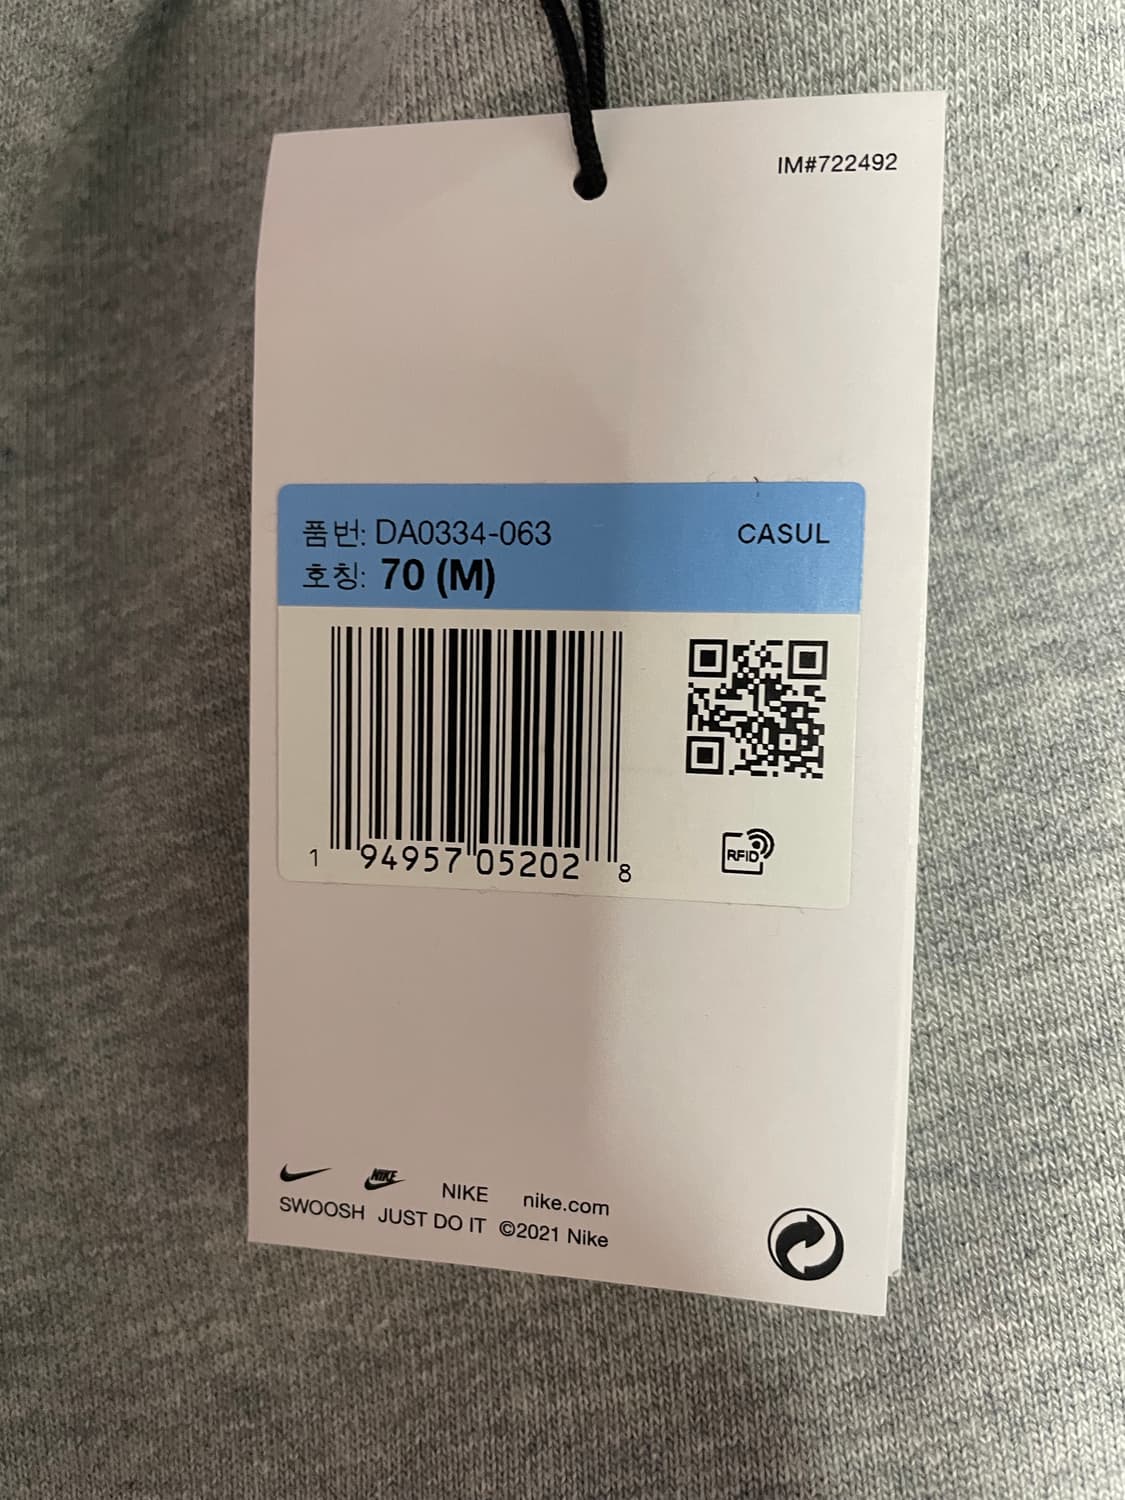 IM#722492
품번: DA0334-063 CASUL
호칭: 70 (M)
1 94957 05202 8
RFID
NIKE NIKE nike.com
SWOOSH JUST DO IT ©2021 Nike